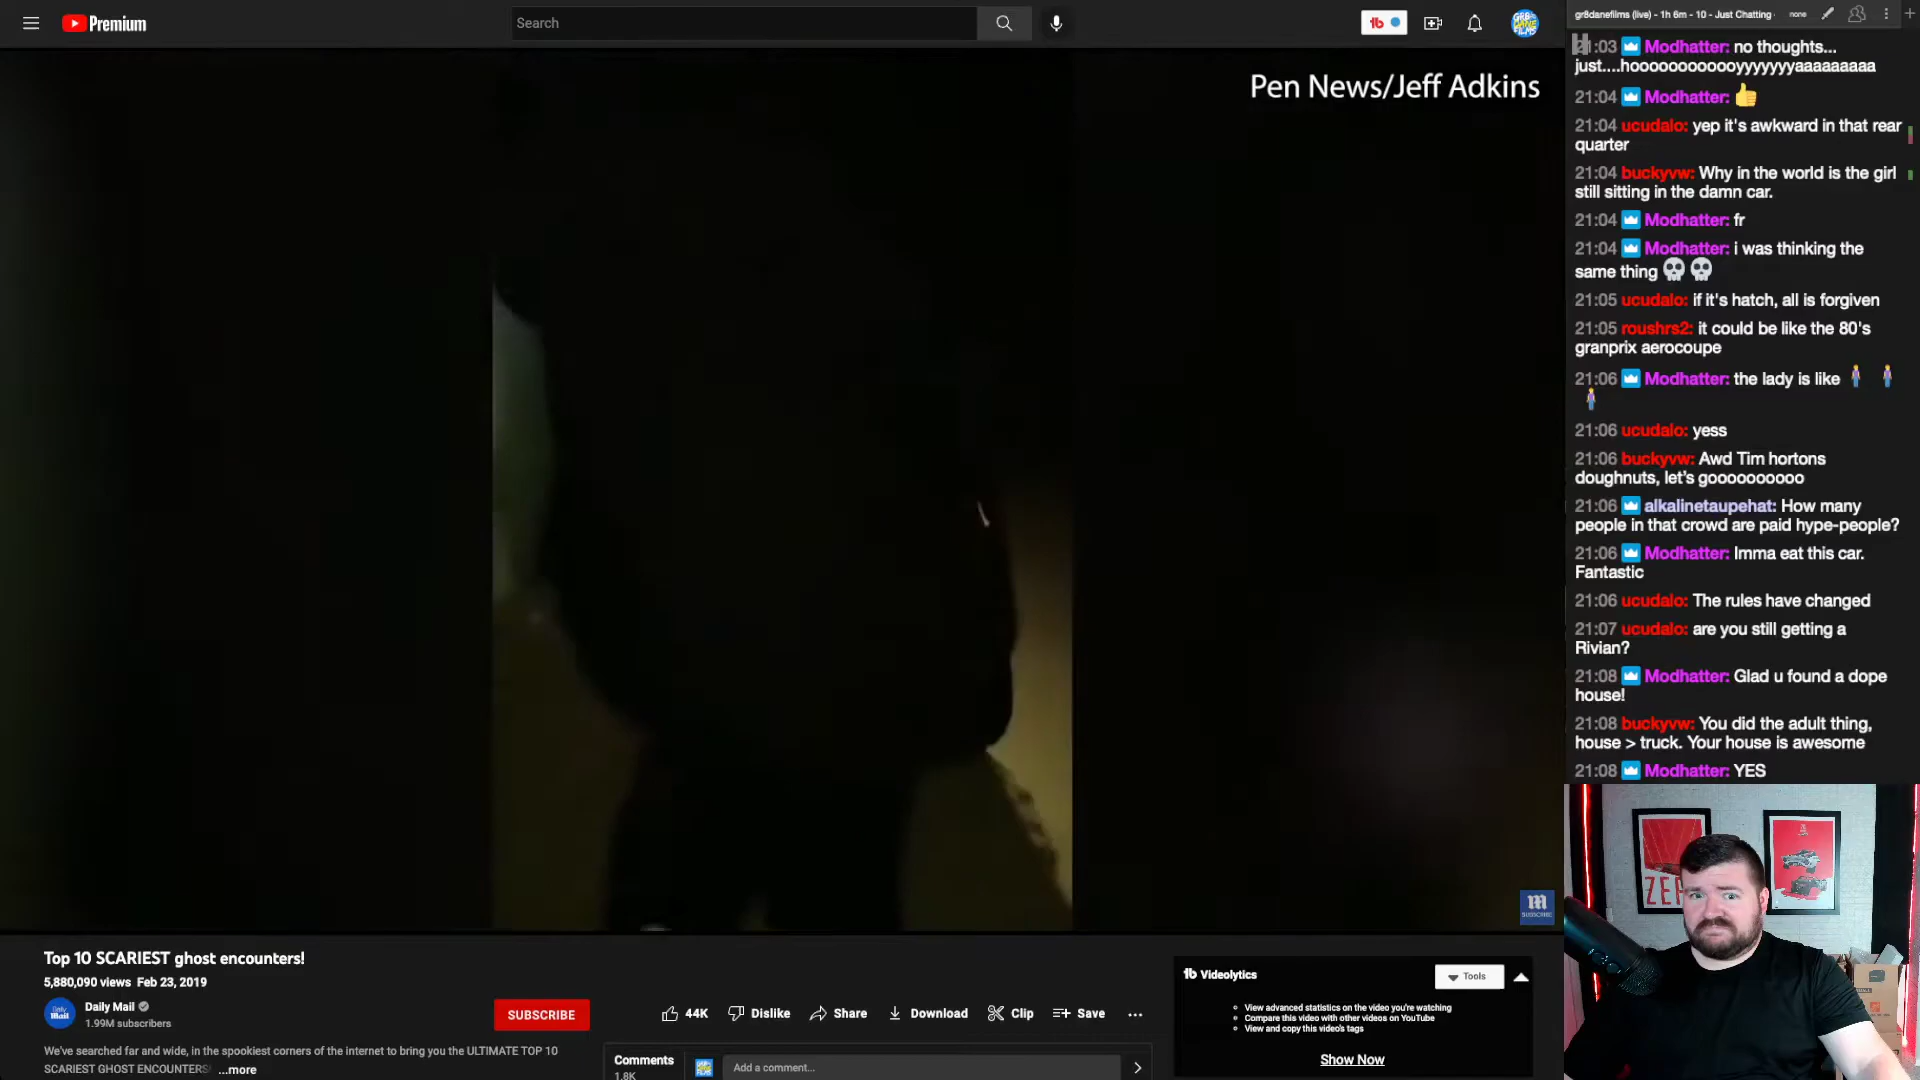 Premium
Search
gr8danefilms (live) - 1h 6m - 10 - Just Chatting
none
Pen News/Jeff Adkins
21:03 Modhatter: no thoughts...
just....hoooooooooooyyyyyyyaaaaaaaaa
21:04 Modhatter:
21:04 ucudalo: yep it's awkward in that rear
quarter
21:04 buckyvw: Why in the world is the girl
still sitting in the damn car.
21:04 Modhatter: fr
21:04 Modhatter: i was thinking the
same thing
21:05 ucudalo: if it's hatch, all is forgiven
21:05 roushrs2: it could be like the 80's
granprix aerocoupe
21:06 Modhatter: the lady is like
21:06 ucudalo: yess
21:06 buckyvw: Awd Tim hortons
doughnuts, let's goooooooooo
21:06 alkalinetaupehat: How many
people in that crowd are paid hype-people?
21:06 Modhatter: Imma eat this car.
Fantastic
21:06 ucudalo: The rules have changed
21:07 ucudalo: are you still getting a
Rivian?
21:08 Modhatter: Glad u found a dope
house!
21:08 buckyvw: You did the adult thing,
house > truck. Your house is awesome
21:08 Modhatter: YES
m
SUBSCRIBE
Top 10 SCARIEST ghost encounters!
5,880,090 views Feb 23, 2019
Daily Mail
1.99M subscribers
SUBSCRIBE
44K
Dislike
Share
Download
Clip
Save
We've searched far and wide, in the spookiest corners of the internet to bring you the ULTIMATE TOP 10
SCARIEST GHOST ENCOUNTERS
...more
Comments
1.8K
Add a comment...
tb Videolytics
Tools
View advanced statistics on the video you're watching
Compare this video with other videos on YouTube
View and copy this video's tags
Show Now